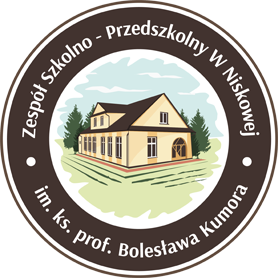 Zespół Szkolno - Przedszkolny W Niskowej
im. ks. prof. Bolesława Kumora